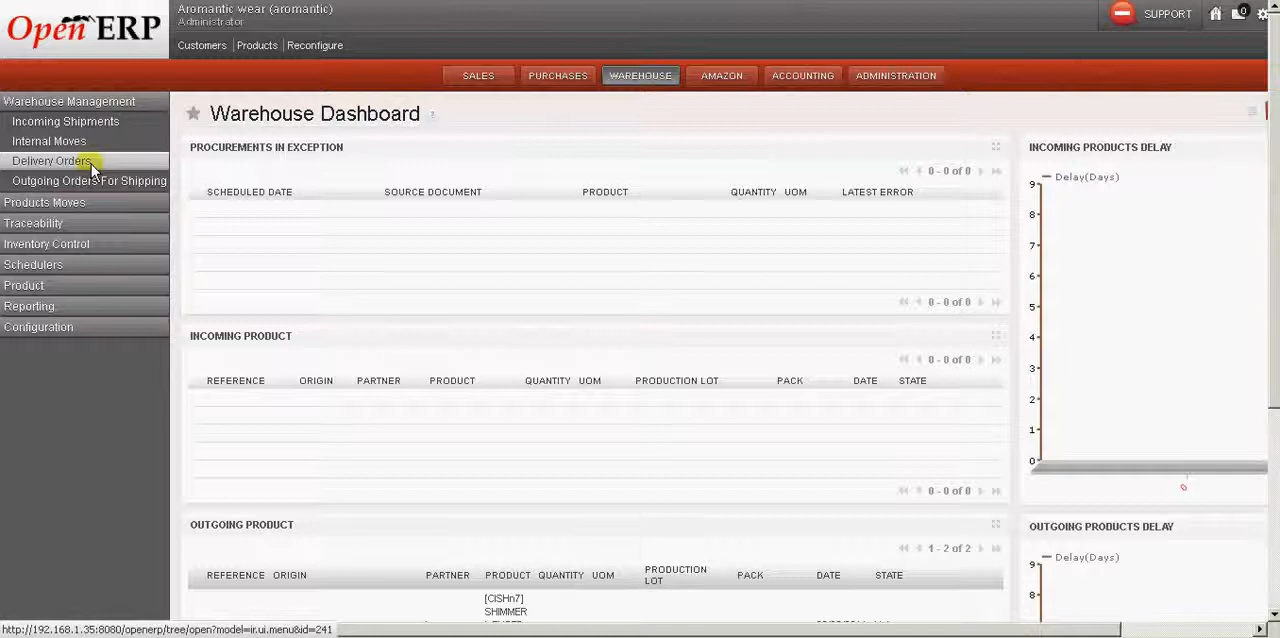 Open ERP
Aromantic wear (aromantic)
Administrator
Customers Products Reconfigure
SUPPORT 0
SALES PURCHASES WAREHOUSE AMAZON ACCOUNTING ADMINISTRATION
Warehouse Management
Incoming Shipments
Internal Moves
Delivery Orders
Outgoing Orders For Shipping
Products Moves
Traceability
Inventory Control
Schedulers
Product
Reporting
Configuration
Warehouse Dashboard ?
PROCUREMENTS IN EXCEPTION
0 - 0 of 0
SCHEDULED DATE SOURCE DOCUMENT PRODUCT QUANTITY UOM LATEST ERROR
0 - 0 of 0
INCOMING PRODUCT
0 - 0 of 0
REFERENCE ORIGIN PARTNER PRODUCT QUANTITY UOM PRODUCTION LOT PACK DATE STATE
0 - 0 of 0
OUTGOING PRODUCT
1 - 2 of 2
REFERENCE ORIGIN PARTNER PRODUCT QUANTITY UOM PRODUCTION LOT PACK DATE STATE
[CISHn7]
SHIMMER
INCOMING PRODUCTS DELAY
Delay(Days)
9
8
7
6
5
4
3
2
1
0
0
OUTGOING PRODUCTS DELAY
Delay(Days)
9
8
http://192.168.1.35:8080/openerp/tree/open?model=ir.ui.menu&id=241